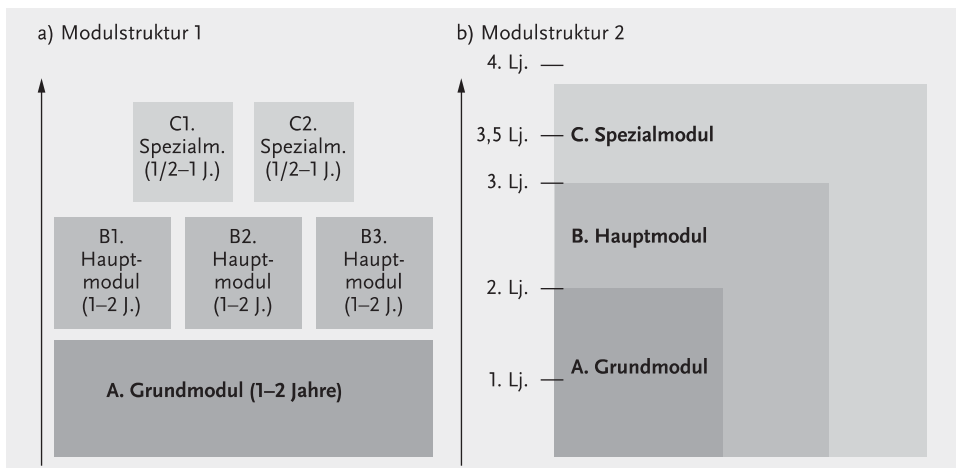 a) Modulstruktur 1
C1.
Spezialm.
(1/2–1 J.)
C2.
Spezialm.
(1/2–1 J.)
B1.
Haupt-
modul
(1–2 J.)
B2.
Haupt-
modul
(1–2 J.)
B3.
Haupt-
modul
(1–2 J.)
A. Grundmodul (1–2 Jahre)
b) Modulstruktur 2
4. Lj.
3,5 Lj.
C. Spezialmodul
3. Lj.
B. Hauptmodul
2. Lj.
A. Grundmodul
1. Lj.